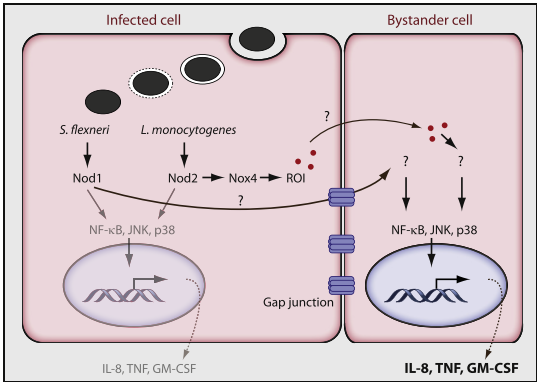 Infected cell
Bystander cell
?
S. flexneri
L. monocytogenes
?
?
Nod1
Nod2
Nox4
ROI
?
NF-κB, JNK, p38
NF-κB, JNK, p38
Gap junction
IL-8, TNF, GM-CSF
IL-8, TNF, GM-CSF